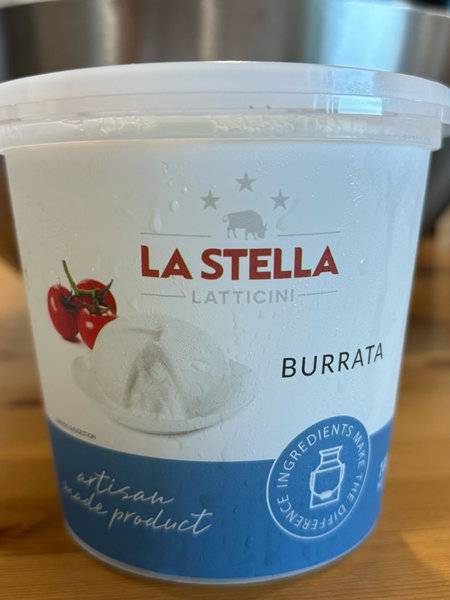 LA STELLA
LATTICINI
BURRATA
artisan
made product
INGREDIENTS MAKE THE DIFFERENCE